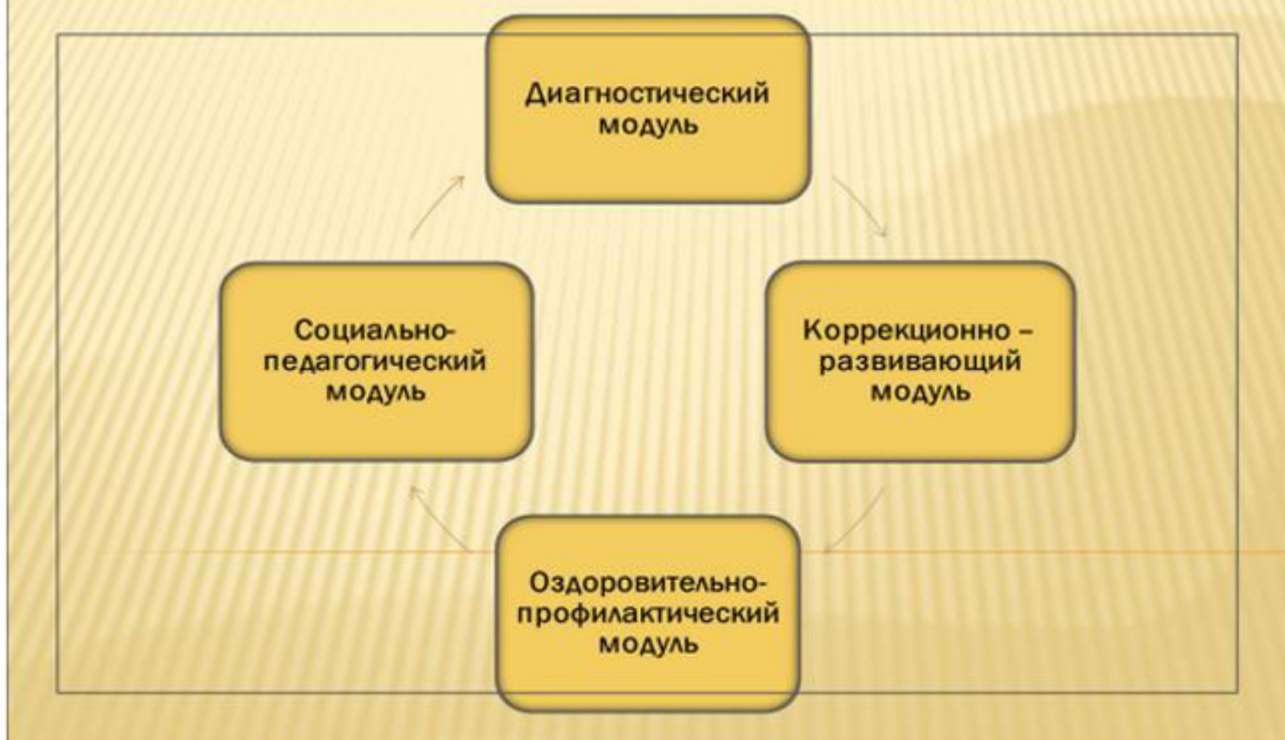 Диагностический
модуль
Социально-
педагогический
модуль
Коррекционно –
развивающий
модуль
Оздоровительно-
профилактический
модуль